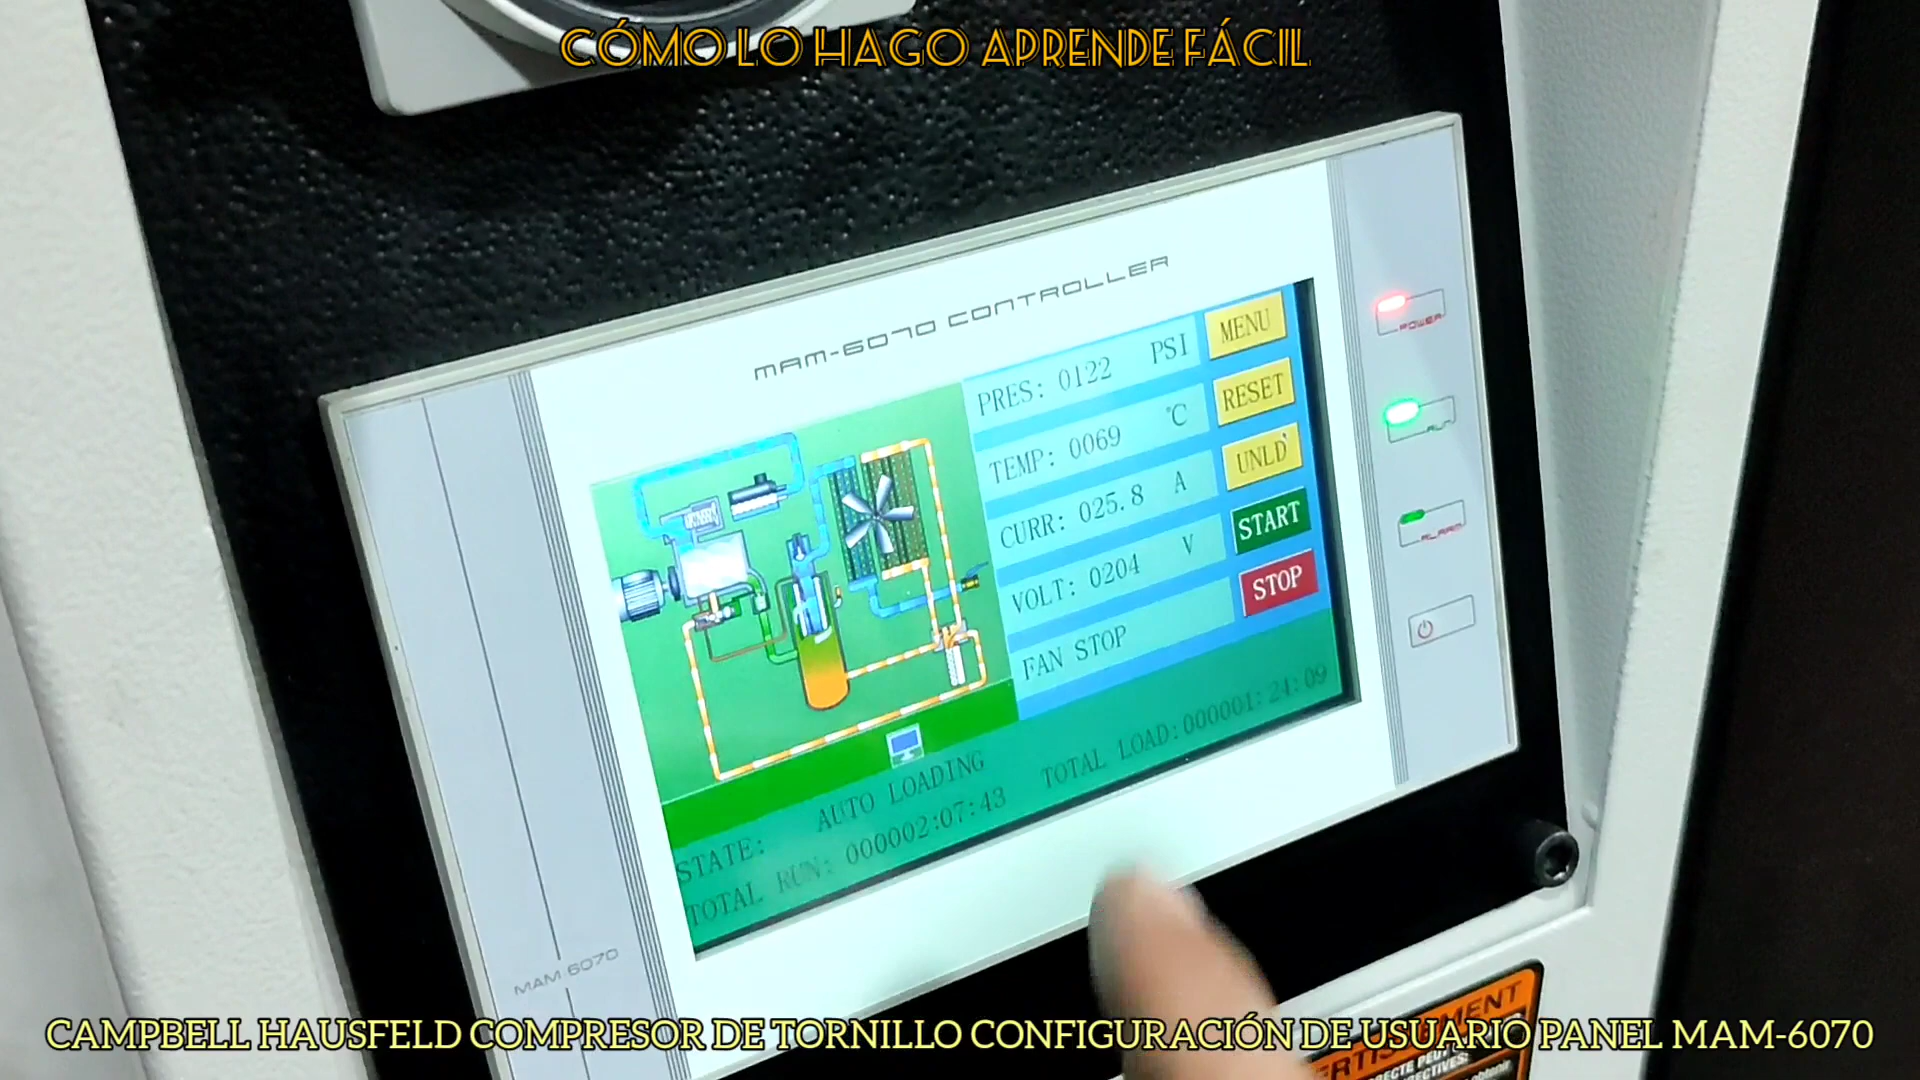 CÓMO LO HAGO APRENDE FÁCIL
MAM-6070 CONTROLLER
PRES: 0122 PSI
MENU
TEMP: 0069 °C
RESET
CURR: 025.8 A
UNLD
VOLT: 0204 V
START
FAN STOP
STOP
STATE: AUTO LOADING
TOTAL RUN: 000002:07:43
TOTAL LOAD:000001:24:09
POWER
RUN
ALARM
MAM 6070
CAMPBELL HAUSFELD COMPRESOR DE TORNILLO CONFIGURACIÓN DE USUARIO PANEL MAM-6070